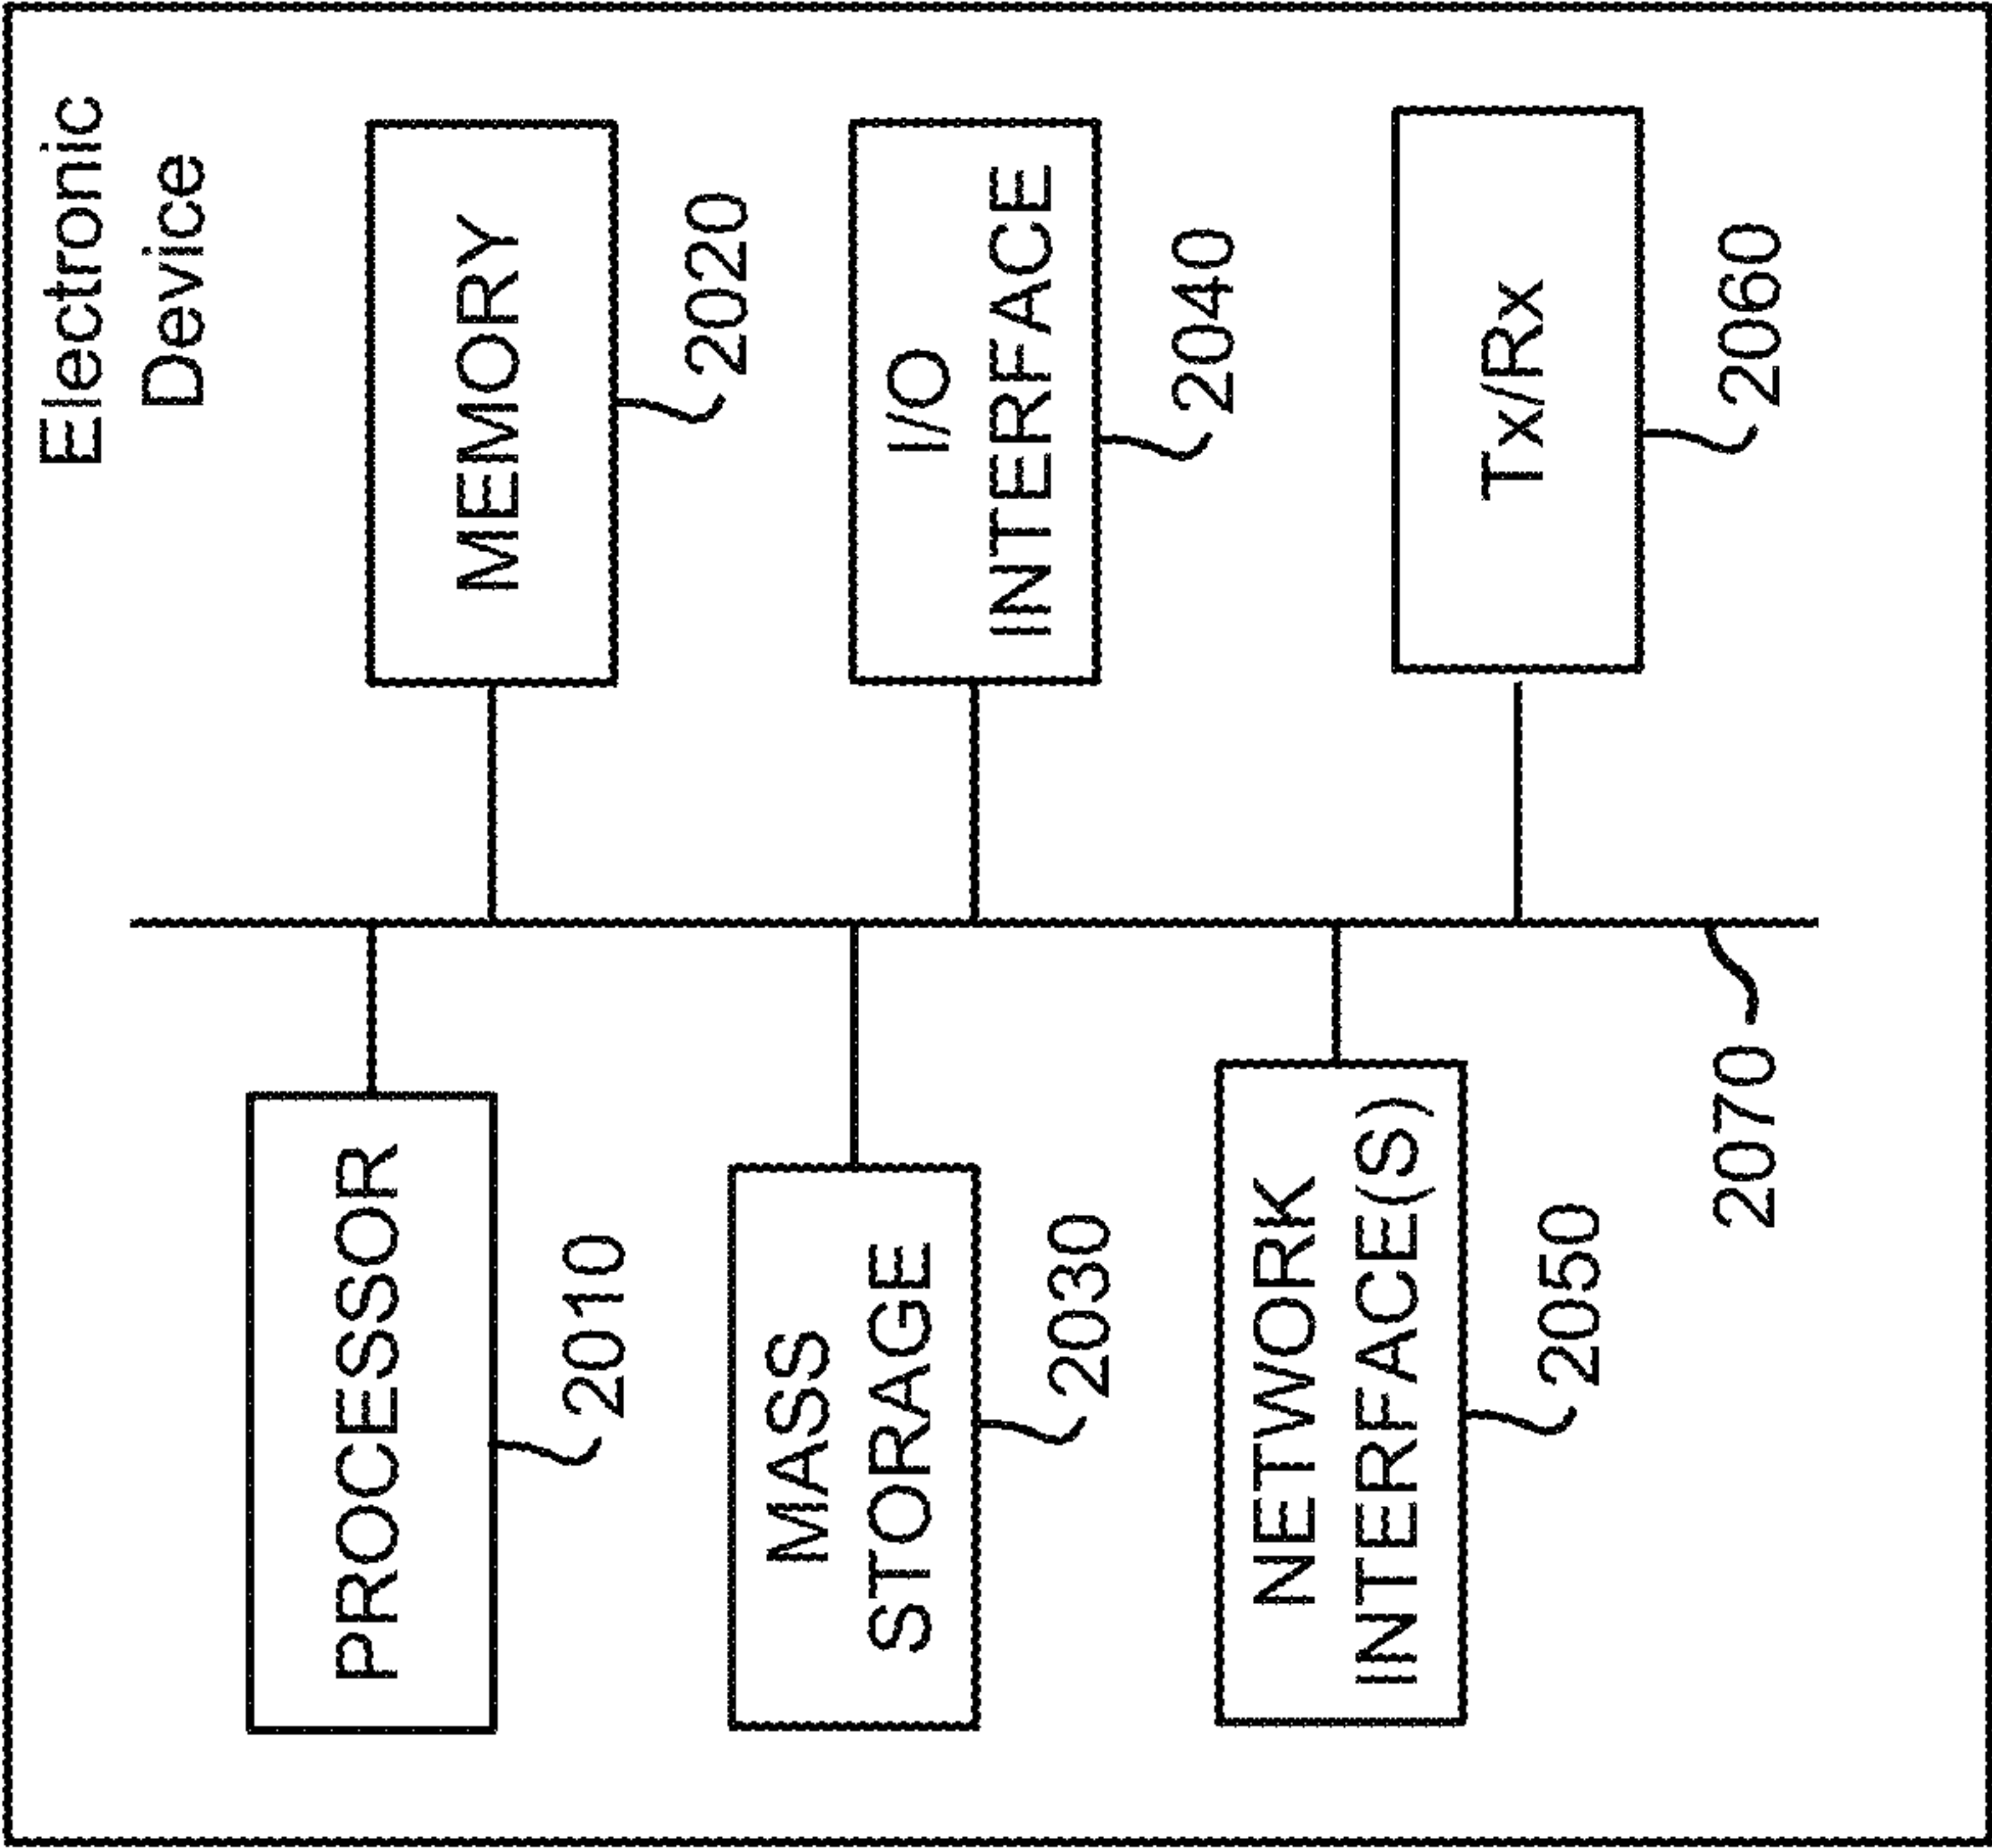 Electronic
Device
PROCESSOR
2010
MEMORY
2020
MASS
STORAGE
2030
I/O
INTERFACE
2040
NETWORK
INTERFACE(S)
2050
Tx/Rx
2060
2070